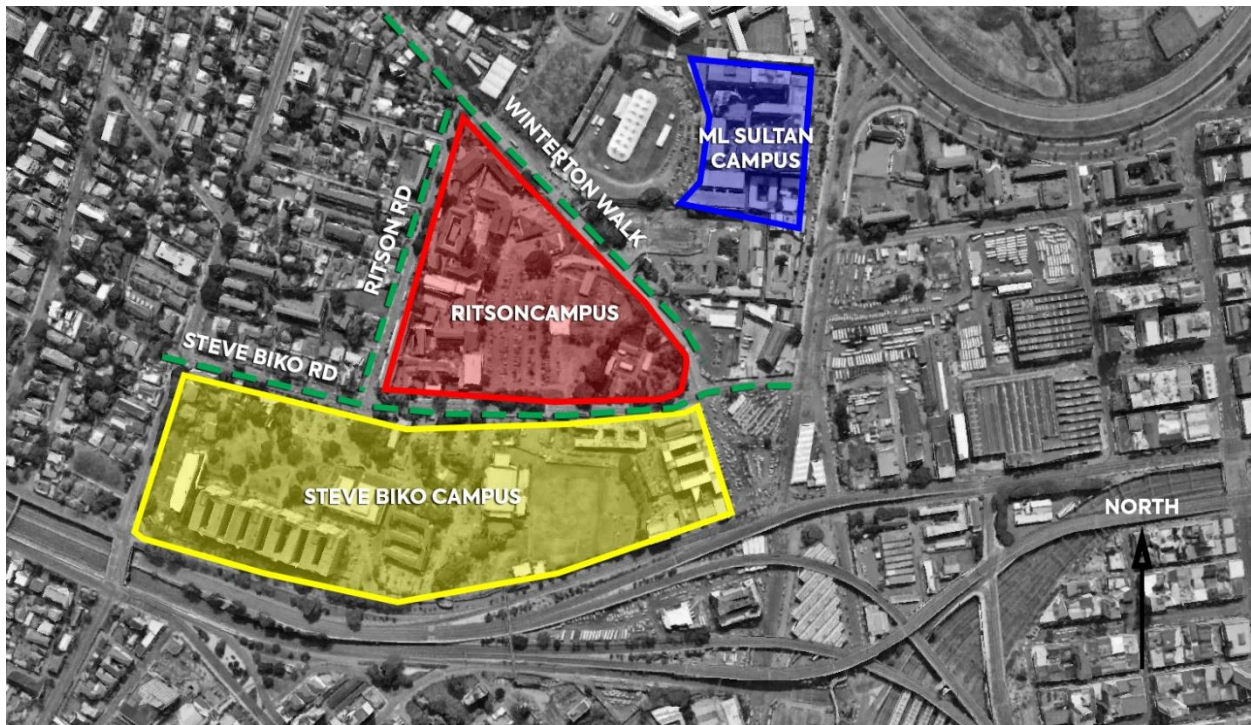 WINTERTON WALK
ML SULTAN
CAMPUS
RITSON RD
RITSONCAMPUS
STEVE BIKO RD
STEVE BIKO CAMPUS
NORTH